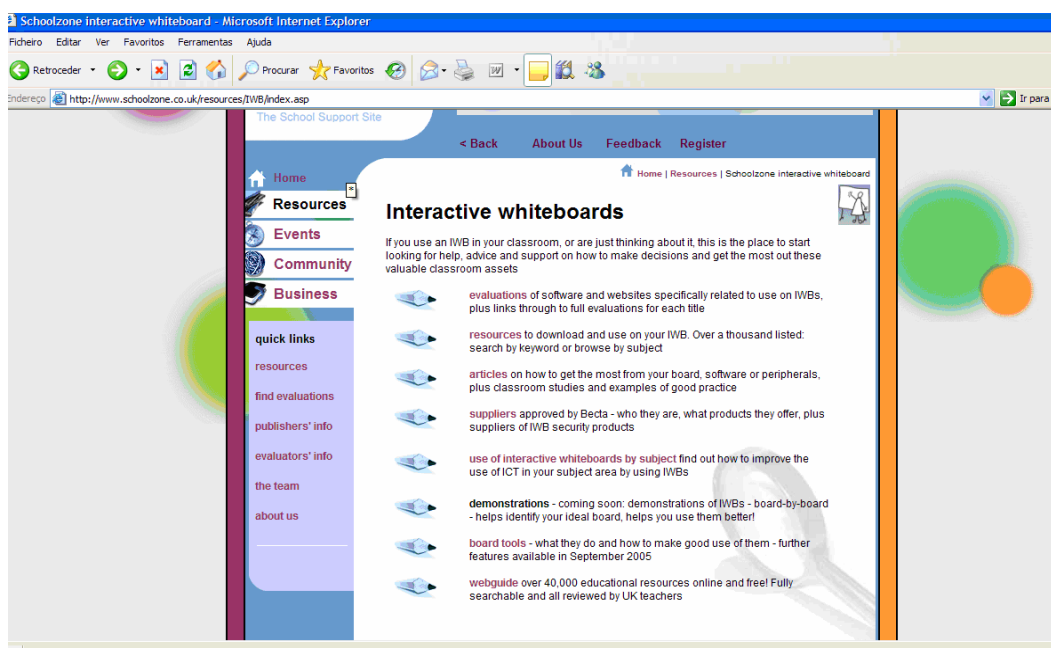 Schoolzone interactive whiteboard - Microsoft Internet Explorer
Ficheiro Editar Ver Favoritos Ferramentas Ajuda
Retroceder Procurar Favoritos
Endereço http://www.schoolzone.co.uk/resources/IWB/index.asp Ir para
The School Support Site
< Back About Us Feedback Register
Home | Resources | Schoolzone interactive whiteboard
Home
Resources
Events
Community
Business
quick links
resources
find evaluations
publishers' info
evaluators' info
the team
about us
Interactive whiteboards
If you use an IWB in your classroom, or are just thinking about it, this is the place to start
looking for help, advice and support on how to make decisions and get the most out these
valuable classroom assets
evaluations of software and websites specifically related to use on IWBs,
plus links through to full evaluations for each title
resources to download and use on your IWB. Over a thousand listed:
search by keyword or browse by subject
articles on how to get the most from your board, software or peripherals,
plus classroom studies and examples of good practice
suppliers approved by Becta - who they are, what products they offer, plus
suppliers of IWB security products
use of interactive whiteboards by subject find out how to improve the
use of ICT in your subject area by using IWBs
demonstrations - coming soon: demonstrations of IWBs - board-by-board
- helps identify your ideal board, helps you use them better!
board tools - what they do and how to make good use of them - further
features available in September 2005
webguide over 40,000 educational resources online and free! Fully
searchable and all reviewed by UK teachers